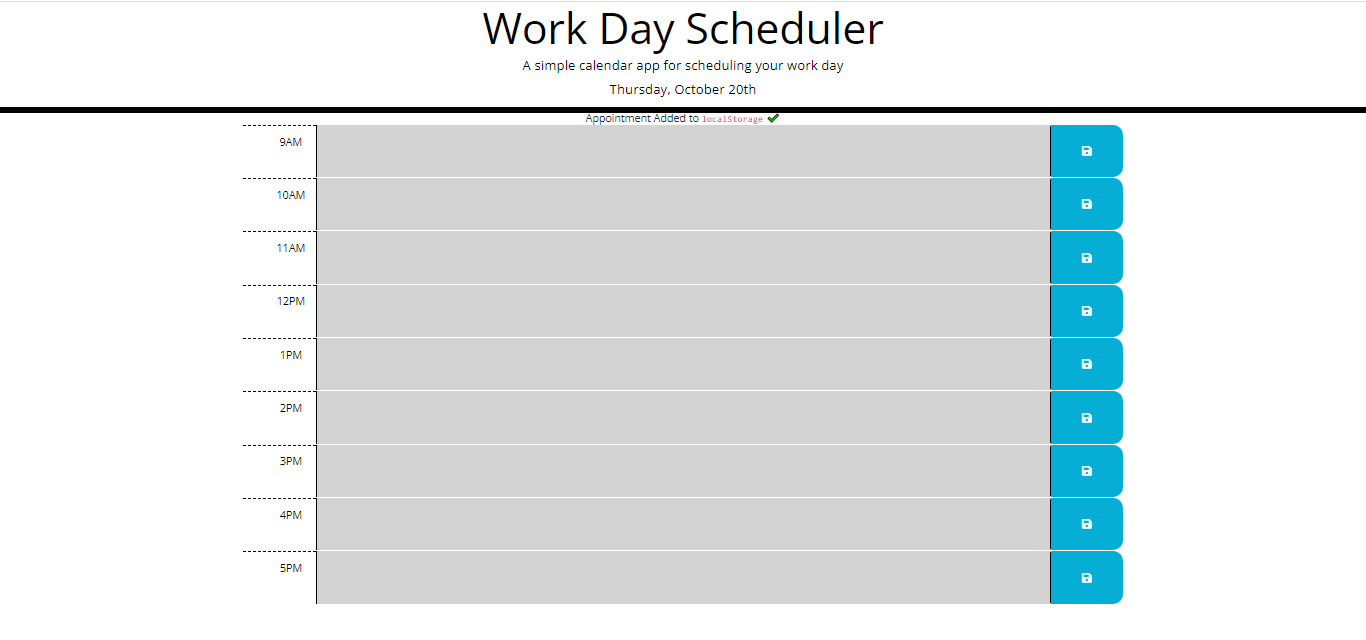 Work Day Scheduler
A simple calendar app for scheduling your work day
Thursday, October 20th
Appointment Added to localStorage ✔
9AM
10AM
11AM
12PM
1PM
2PM
3PM
4PM
5PM